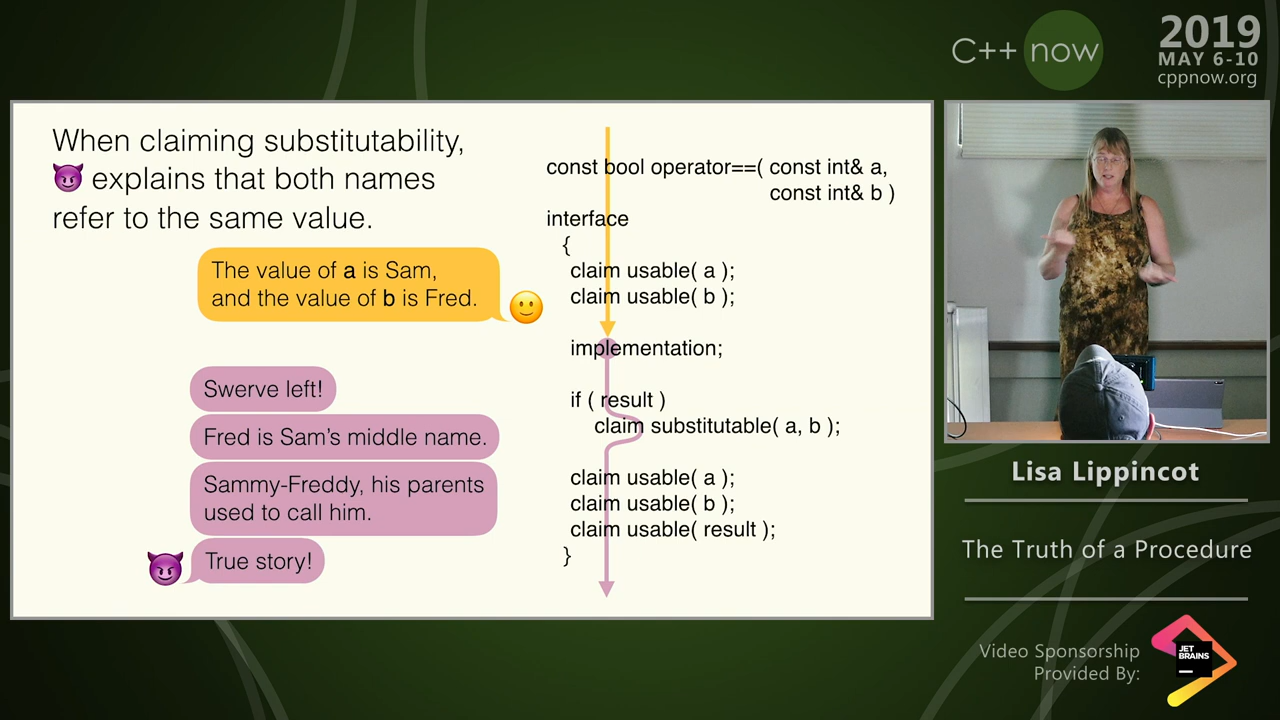 C++ now
2019
MAY 6-10
cppnow.org
When claiming substitutability,
😈 explains that both names
refer to the same value.
The value of a is Sam,
and the value of b is Fred.
Swerve left!
Fred is Sam’s middle name.
Sammy-Freddy, his parents
used to call him.
True story!
const bool operator==( const int& a,
const int& b )
interface
{
claim usable( a );
claim usable( b );
implementation;
if ( result )
claim substitutable( a, b );
claim usable( a );
claim usable( b );
claim usable( result );
}
Lisa Lippincot
The Truth of a Procedure
Video Sponsorship
Provided By:
JET
BRAINS